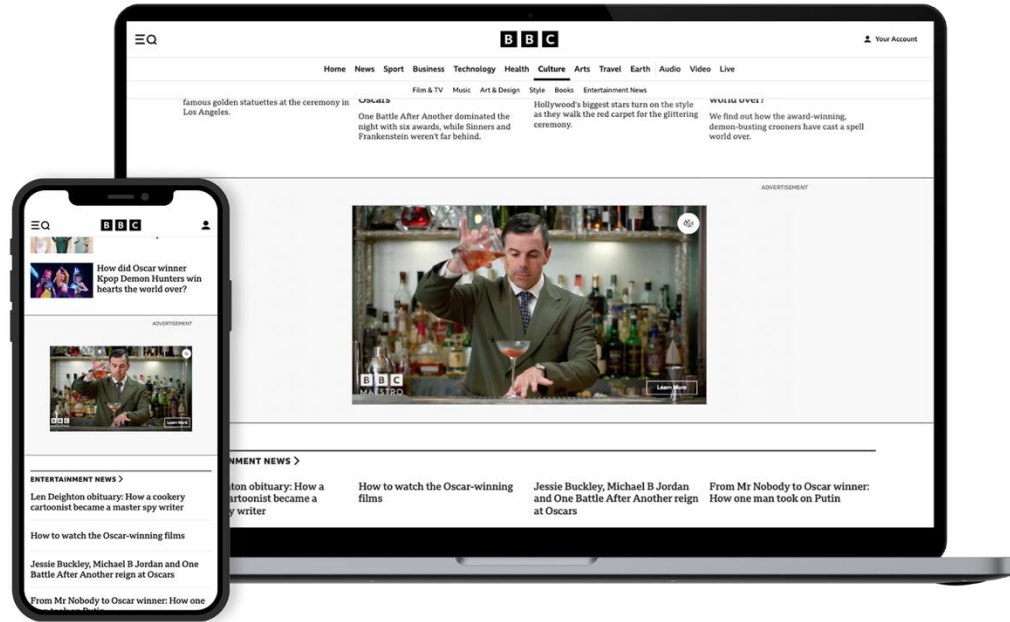 BBC
Your Account
Home News Sport Business Technology Health Culture Arts Travel Earth Audio Video Live
Film & TV Music Art & Design Style Books Entertainment News
famous golden statuettes at the ceremony in
Los Angeles.
Oscars
One Battle After Another dominated the
night with six awards, while Sinners and
Frankenstein weren't far behind.
Hollywood's biggest stars turn on the style
as they walk the red carpet for the glittering
ceremony.
world over?
We find out how the award-winning,
demon-busting crooners have cast a spell
world over.
ADVERTISEMENT
BBC
MAESTRO
Learn More
NMENT NEWS >
ton obituary: How a
artoonist became a
y writer
How to watch the Oscar-winning
films
Jessie Buckley, Michael B Jordan
and One Battle After Another reign
at Oscars
From Mr Nobody to Oscar winner:
How one man took on Putin
BBC
How did Oscar winner
Kpop Demon Hunters win
hearts the world over?
ADVERTISEMENT
BBC
MAESTRO
Learn More
ENTERTAINMENT NEWS >
Len Deighton obituary: How a cookery
cartoonist became a master spy writer
How to watch the Oscar-winning films
Jessie Buckley, Michael B Jordan and One
Battle After Another reign at Oscars
From Mr Nobody to Oscar winner: How one
man took on Putin